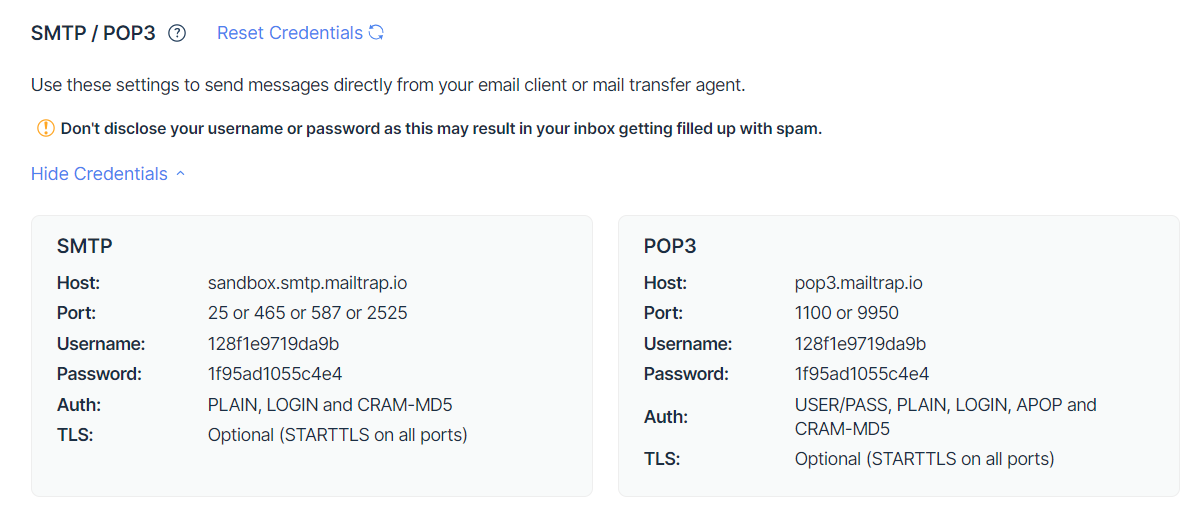 SMTP / POP3 ? Reset Credentials
Use these settings to send messages directly from your email client or mail transfer agent.
! Don't disclose your username or password as this may result in your inbox getting filled up with spam.
Hide Credentials
SMTP
Host: sandbox.smtp.mailtrap.io
Port: 25 or 465 or 587 or 2525
Username: 128f1e9719da9b
Password: 1f95ad1055c4e4
Auth: PLAIN, LOGIN and CRAM-MD5
TLS: Optional (STARTTLS on all ports)
POP3
Host: pop3.mailtrap.io
Port: 1100 or 9950
Username: 128f1e9719da9b
Password: 1f95ad1055c4e4
Auth: USER/PASS, PLAIN, LOGIN, APOP and
CRAM-MD5
TLS: Optional (STARTTLS on all ports)